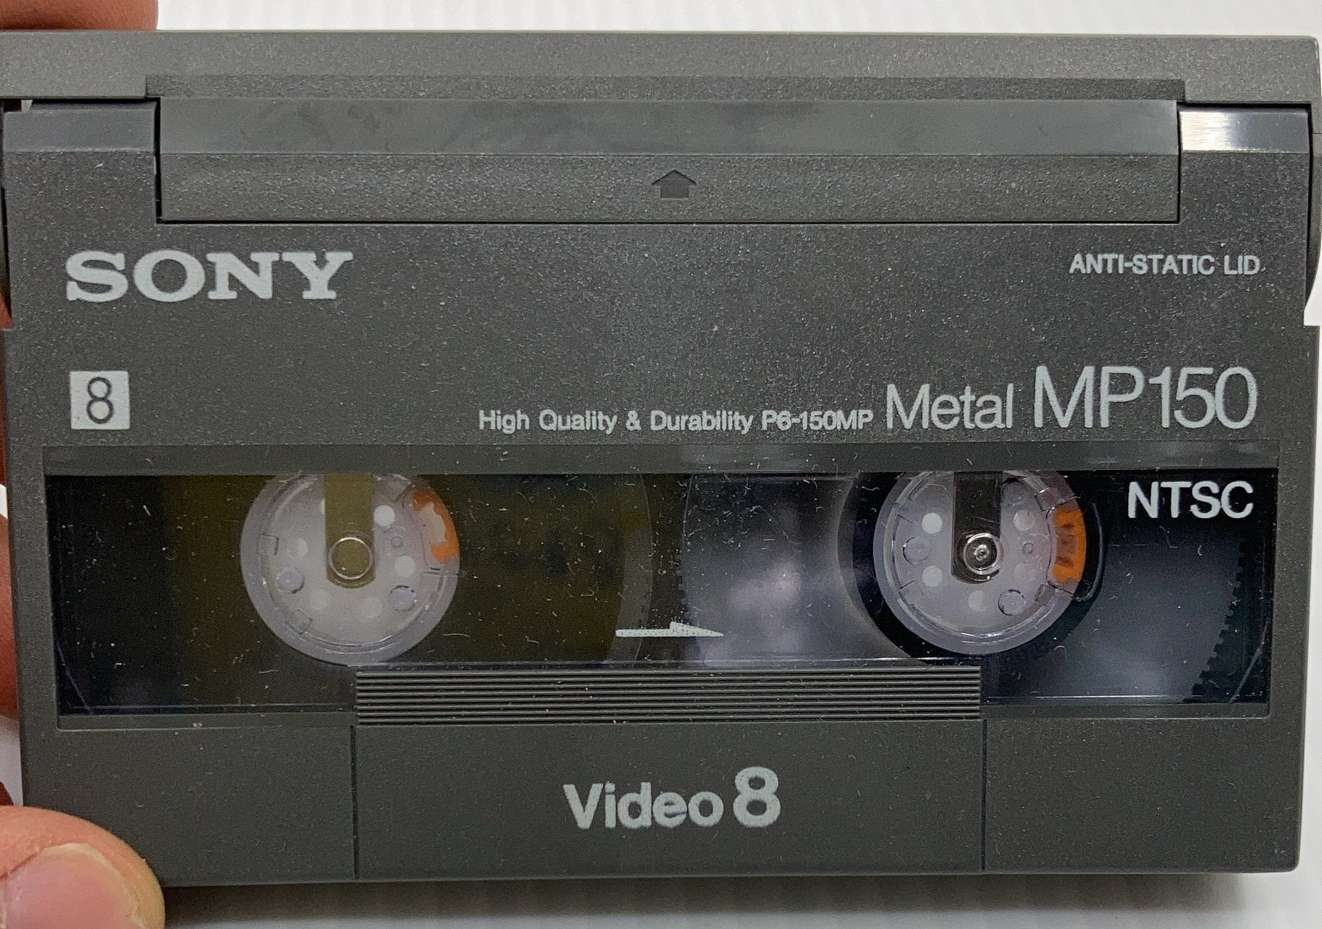 SONY
ANTI-STATIC LID
8
High Quality & Durability P6-150MP Metal MP150
NTSC
Video 8